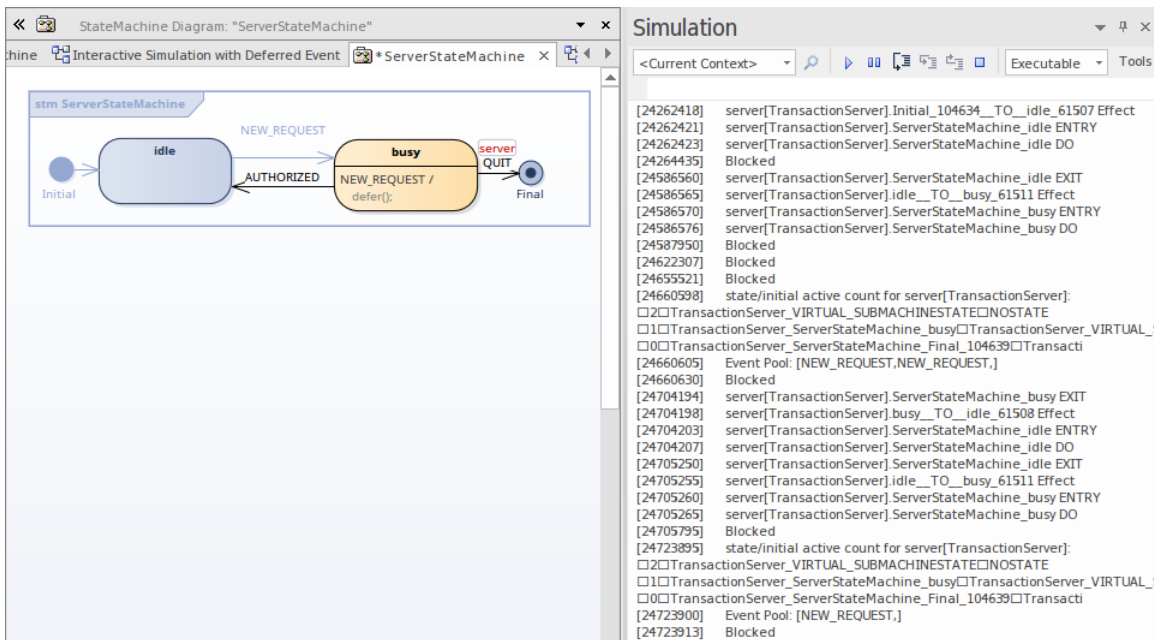 StateMachine Diagram: "ServerStateMachine"
hine Interactive Simulation with Deferred Event *ServerStateMachine
stm ServerStateMachine
NEW_REQUEST
idle
busy
server
QUIT
AUTHORIZED
NEW_REQUEST /
defer();
Initial
Final
Simulation
<Current Context> Executable Tools
[24262418] server[TransactionServer].Initial_104634__TO__idle_61507 Effect
[24262421] server[TransactionServer].ServerStateMachine_idle ENTRY
[24262423] server[TransactionServer].ServerStateMachine_idle DO
[24264435] Blocked
[24586560] server[TransactionServer].ServerStateMachine_idle EXIT
[24586565] server[TransactionServer].idle__TO__busy_61511 Effect
[24586570] server[TransactionServer].ServerStateMachine_busy ENTRY
[24586576] server[TransactionServer].ServerStateMachine_busy DO
[24587950] Blocked
[24622307] Blocked
[24655521] Blocked
[24660598] state/initial active count for server[TransactionServer]:
□2□TransactionServer_VIRTUAL_SUBMACHINESTATE□NOSTATE
□1□TransactionServer_ServerStateMachine_busy□TransactionServer_VIRTUAL_
□0□TransactionServer_ServerStateMachine_Final_104639□Transacti
[24660605] Event Pool: [NEW_REQUEST,NEW_REQUEST,]
[24660630] Blocked
[24704194] server[TransactionServer].ServerStateMachine_busy EXIT
[24704198] server[TransactionServer].busy__TO__idle_61508 Effect
[24704203] server[TransactionServer].ServerStateMachine_idle ENTRY
[24704207] server[TransactionServer].ServerStateMachine_idle DO
[24705250] server[TransactionServer].ServerStateMachine_idle EXIT
[24705255] server[TransactionServer].idle__TO__busy_61511 Effect
[24705260] server[TransactionServer].ServerStateMachine_busy ENTRY
[24705265] server[TransactionServer].ServerStateMachine_busy DO
[24705795] Blocked
[24723895] state/initial active count for server[TransactionServer]:
□2□TransactionServer_VIRTUAL_SUBMACHINESTATE□NOSTATE
□1□TransactionServer_ServerStateMachine_busy□TransactionServer_VIRTUAL_
□0□TransactionServer_ServerStateMachine_Final_104639□Transacti
[24723900] Event Pool: [NEW_REQUEST,]
[24723913] Blocked